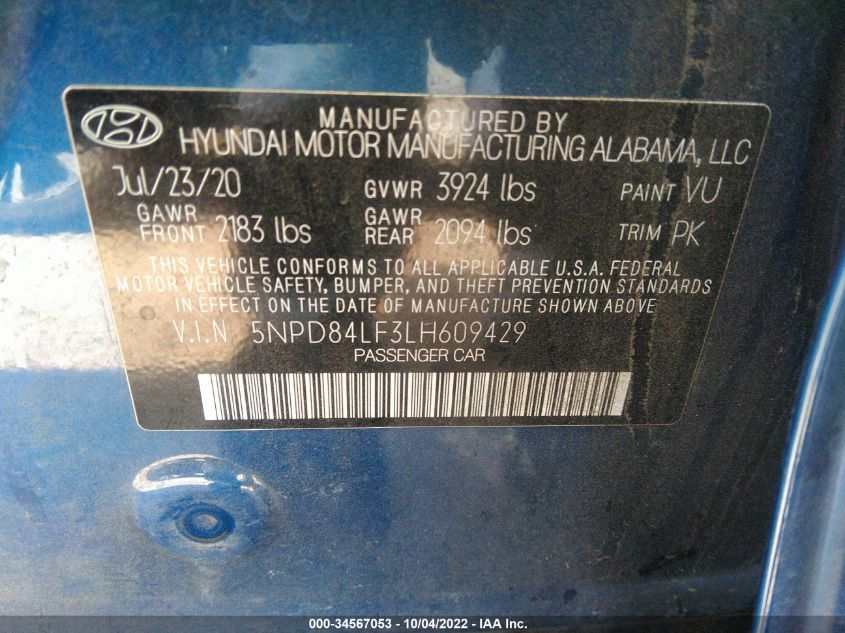 MANUFACTURED BY
HYUNDAI MOTOR MANUFACTURING ALABAMA, LLC
Jul/23/20 GVWR 3924 lbs PAINT VU
GAWR FRONT 2183 lbs GAWR REAR 2094 lbs TRIM PK
THIS VEHICLE CONFORMS TO ALL APPLICABLE U.S.A. FEDERAL
MOTOR VEHICLE SAFETY, BUMPER, AND THEFT PREVENTION STANDARDS
IN EFFECT ON THE DATE OF MANUFACTURE SHOWN ABOVE.
V.I.N 5NPD84LF3LH609429
PASSENGER CAR
000-34567053 - 10/04/2022 - IAA Inc.